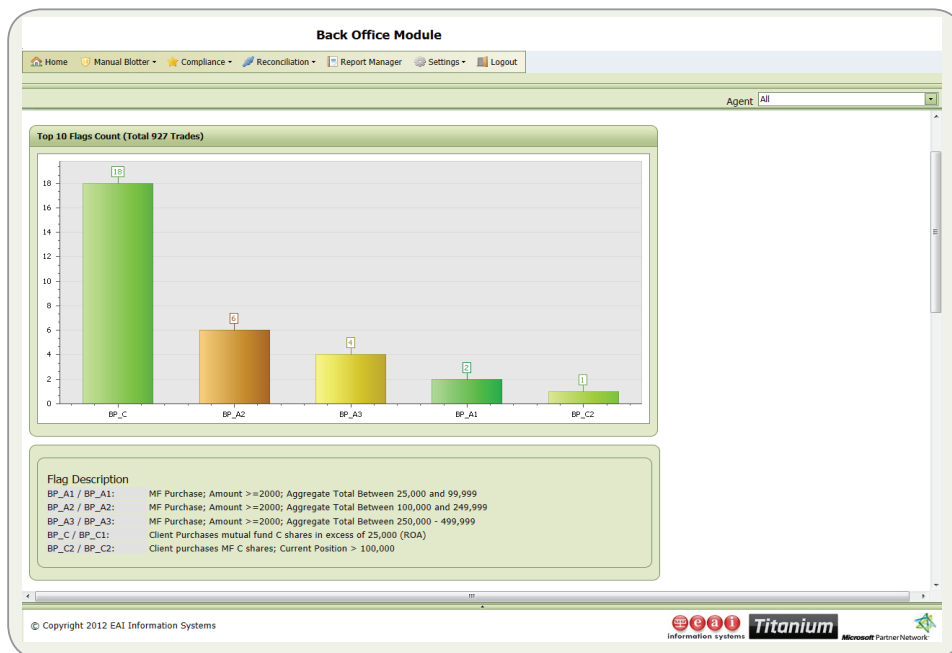 Back Office Module
Home Manual Blotter Compliance Reconciliation Report Manager Settings Logout
Agent All
Top 10 Flags Count (Total 927 Trades)
18
18
16
14
12
10
8
6
6
4
4
2
2
1
0
BP_C BP_A2 BP_A3 BP_A1 BP_C2
Flag Description
BP_A1 / BP_A1: MF Purchase; Amount >=2000; Aggregate Total Between 25,000 and 99,999
BP_A2 / BP_A2: MF Purchase; Amount >=2000; Aggregate Total Between 100,000 and 249,999
BP_A3 / BP_A3: MF Purchase; Amount >=2000; Aggregate Total Between 250,000 - 499,999
BP_C / BP_C1: Client Purchases mutual fund C shares in excess of 25,000 (ROA)
BP_C2 / BP_C2: Client purchases MF C shares; Current Position > 100,000
© Copyright 2012 EAI Information Systems
eai
information systems
Titanium
Microsoft Partner Network